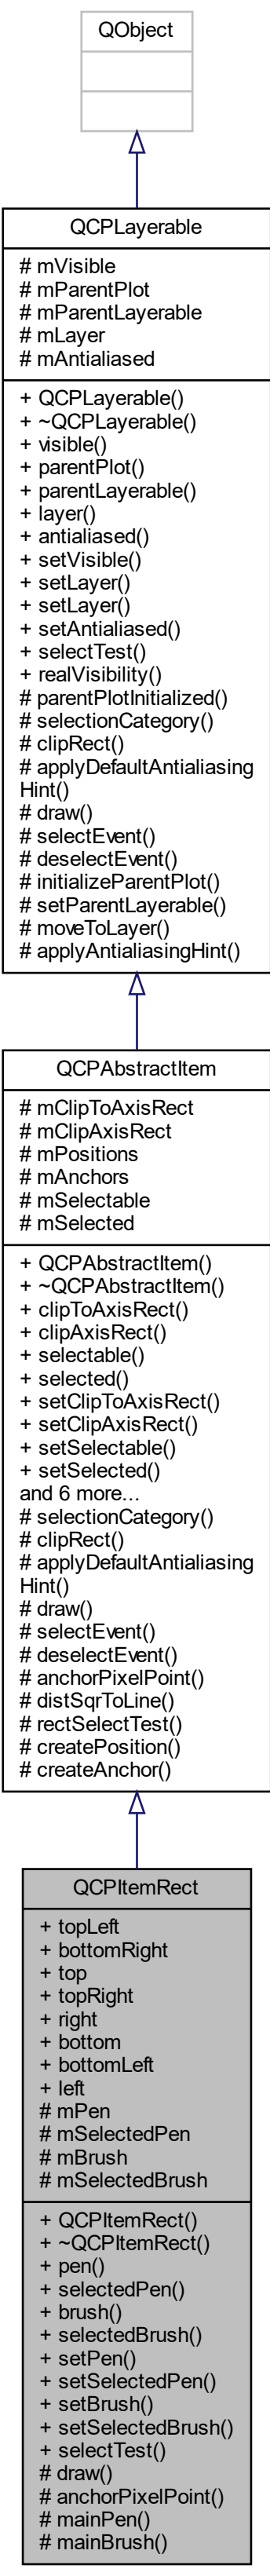 QObject
QCPLayerable
# mVisible
# mParentPlot
# mParentLayerable
# mLayer
# mAntialiased
+ QCPLayerable()
+ ~QCPLayerable()
+ visible()
+ parentPlot()
+ parentLayerable()
+ layer()
+ antialiased()
+ setVisible()
+ setLayer()
+ setLayer()
+ setAntialiased()
+ selectTest()
+ realVisibility()
# parentPlotInitialized()
# selectionCategory()
# clipRect()
# applyDefaultAntialiasing
Hint()
# draw()
# selectEvent()
# deselectEvent()
# initializeParentPlot()
# setParentLayerable()
# moveToLayer()
# applyAntialiasingHint()
QCPAbstractItem
# mClipToAxisRect
# mClipAxisRect
# mPositions
# mAnchors
# mSelectable
# mSelected
+ QCPAbstractItem()
+ ~QCPAbstractItem()
+ clipToAxisRect()
+ clipAxisRect()
+ selectable()
+ selected()
+ setClipToAxisRect()
+ setClipAxisRect()
+ setSelectable()
+ setSelected()
and 6 more...
# selectionCategory()
# clipRect()
# applyDefaultAntialiasing
Hint()
# draw()
# selectEvent()
# deselectEvent()
# anchorPixelPoint()
# distSqrToLine()
# rectSelectTest()
# createPosition()
# createAnchor()
QCPItemRect
+ topLeft
+ bottomRight
+ top
+ topRight
+ right
+ bottom
+ bottomLeft
+ left
# mPen
# mSelectedPen
# mBrush
# mSelectedBrush
+ QCPItemRect()
+ ~QCPItemRect()
+ pen()
+ selectedPen()
+ brush()
+ selectedBrush()
+ setPen()
+ setSelectedPen()
+ setBrush()
+ setSelectedBrush()
+ selectTest()
# draw()
# anchorPixelPoint()
# mainPen()
# mainBrush()